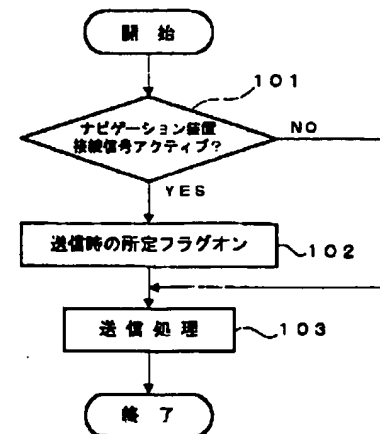 開 始
101
ナビゲーション装置
接続信号アクティブ?
NO
YES
送信時の所定フラグオン
102
送 信 処 理
103
終 了